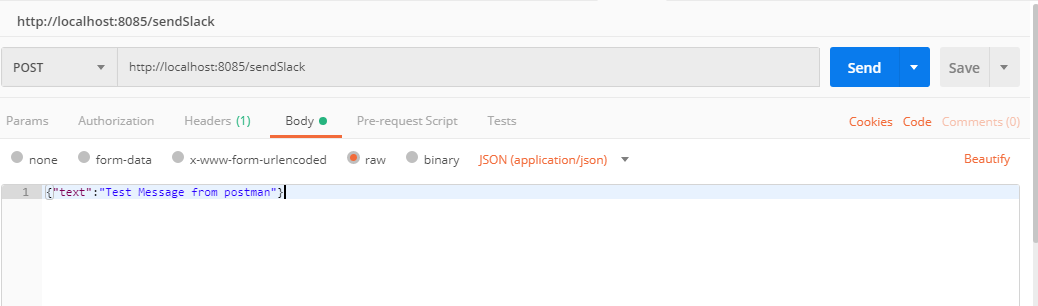 http://localhost:8085/sendSlack
POST http://localhost:8085/sendSlack Send Save
Params Authorization Headers (1) Body Pre-request Script Tests Cookies Code Comments (0)
none form-data x-www-form-urlencoded raw binary JSON (application/json) Beautify
1 {"text":"Test Message from postman"}